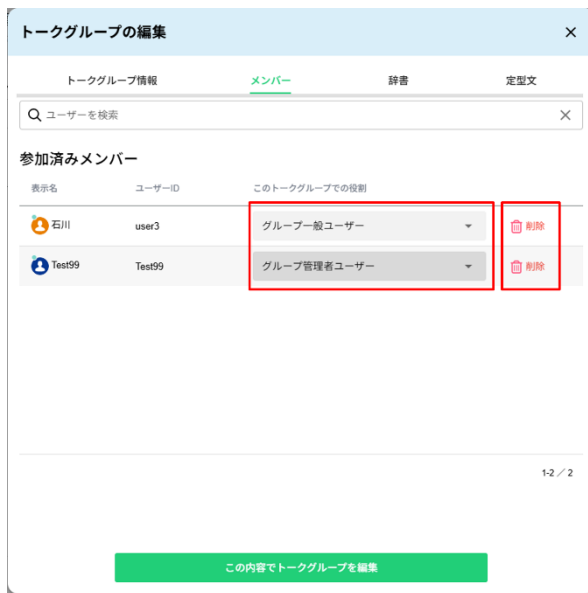 トークグループの編集
トークグループ情報 メンバー 辞書 定型文
ユーザーを検索
参加済みメンバー
表示名 ユーザーID このトークグループでの役割
石川 user3 グループ一般ユーザー 削除
Test99 Test99 グループ管理者ユーザー 削除
1-2 / 2
この内容でトークグループを編集